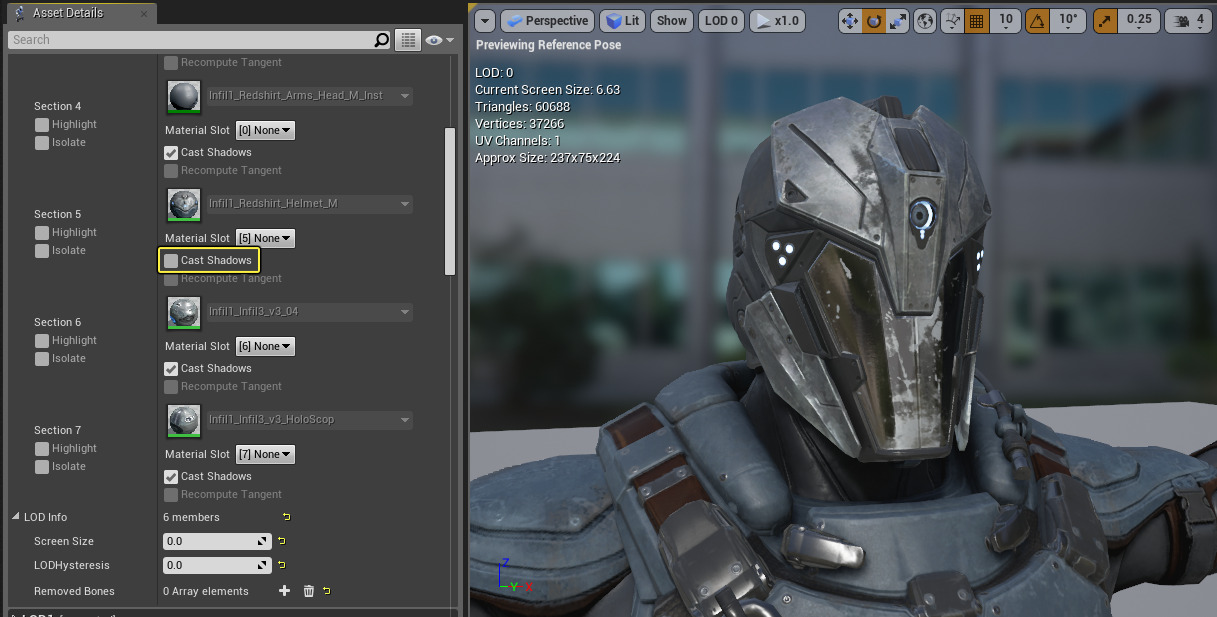 Asset Details
Search
Recompute Tangent
Infil1_Redshirt_Arms_Head_M_Inst
Section 4
Highlight
Isolate
Material Slot [0] None
Cast Shadows
Recompute Tangent
Infil1_Redshirt_Helmet_M
Section 5
Highlight
Isolate
Material Slot [5] None
Cast Shadows
Recompute Tangent
Infil1_Infil3_v3_04
Section 6
Highlight
Isolate
Material Slot [6] None
Cast Shadows
Recompute Tangent
Infil1_Infil3_v3_HoloScop
Section 7
Highlight
Isolate
Material Slot [7] None
Cast Shadows
Recompute Tangent
LOD Info 6 members
Screen Size 0.0
LODHysteresis 0.0
Removed Bones 0 Array elements
Perspective Lit Show LOD 0 x1.0 10 10° 0.25 4
Previewing Reference Pose
LOD: 0
Current Screen Size: 6.63
Triangles: 60688
Vertices: 37266
UV Channels: 1
Approx Size: 237x75x224
Z
Y X